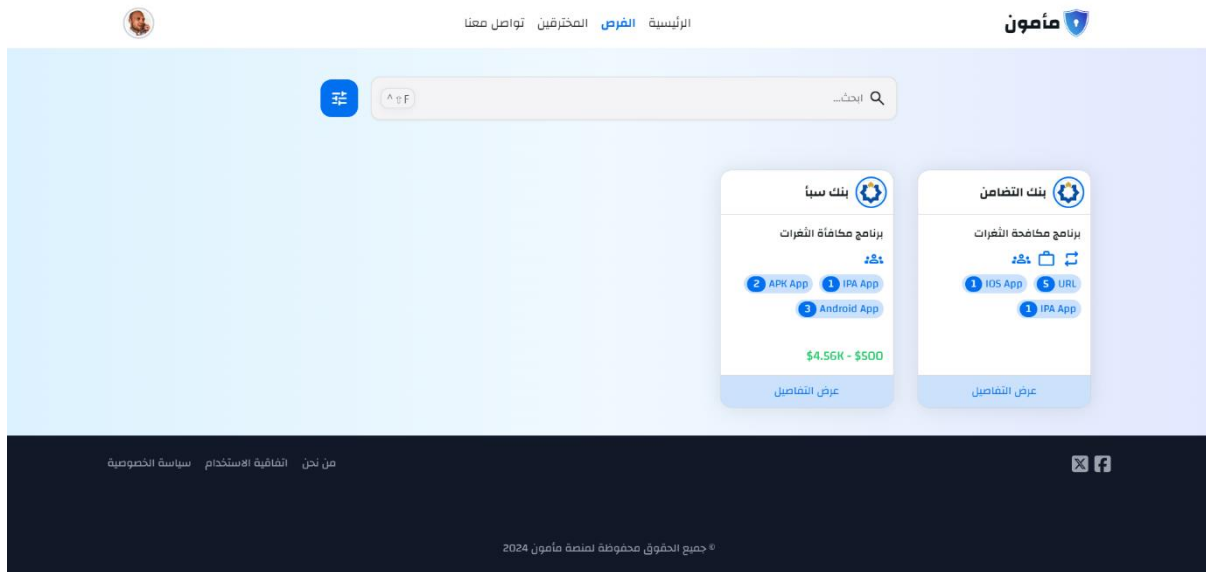 مأمون
الرئيسية الفرص المخترقين تواصل معنا
ابحث...
^ ⇧ F
بنك التضامن
برنامج مكافحة الثغرات
URL 5 IOS App 1
IPA App 1
عرض التفاصيل
بنك سبأ
برنامج مكافأة الثغرات
IPA App 1 APK App 2
Android App 3
$4.56K - $500
عرض التفاصيل
من نحن اتفاقية الاستخدام سياسة الخصوصية
© جميع الحقوق محفوظة لمنصة مأمون 2024